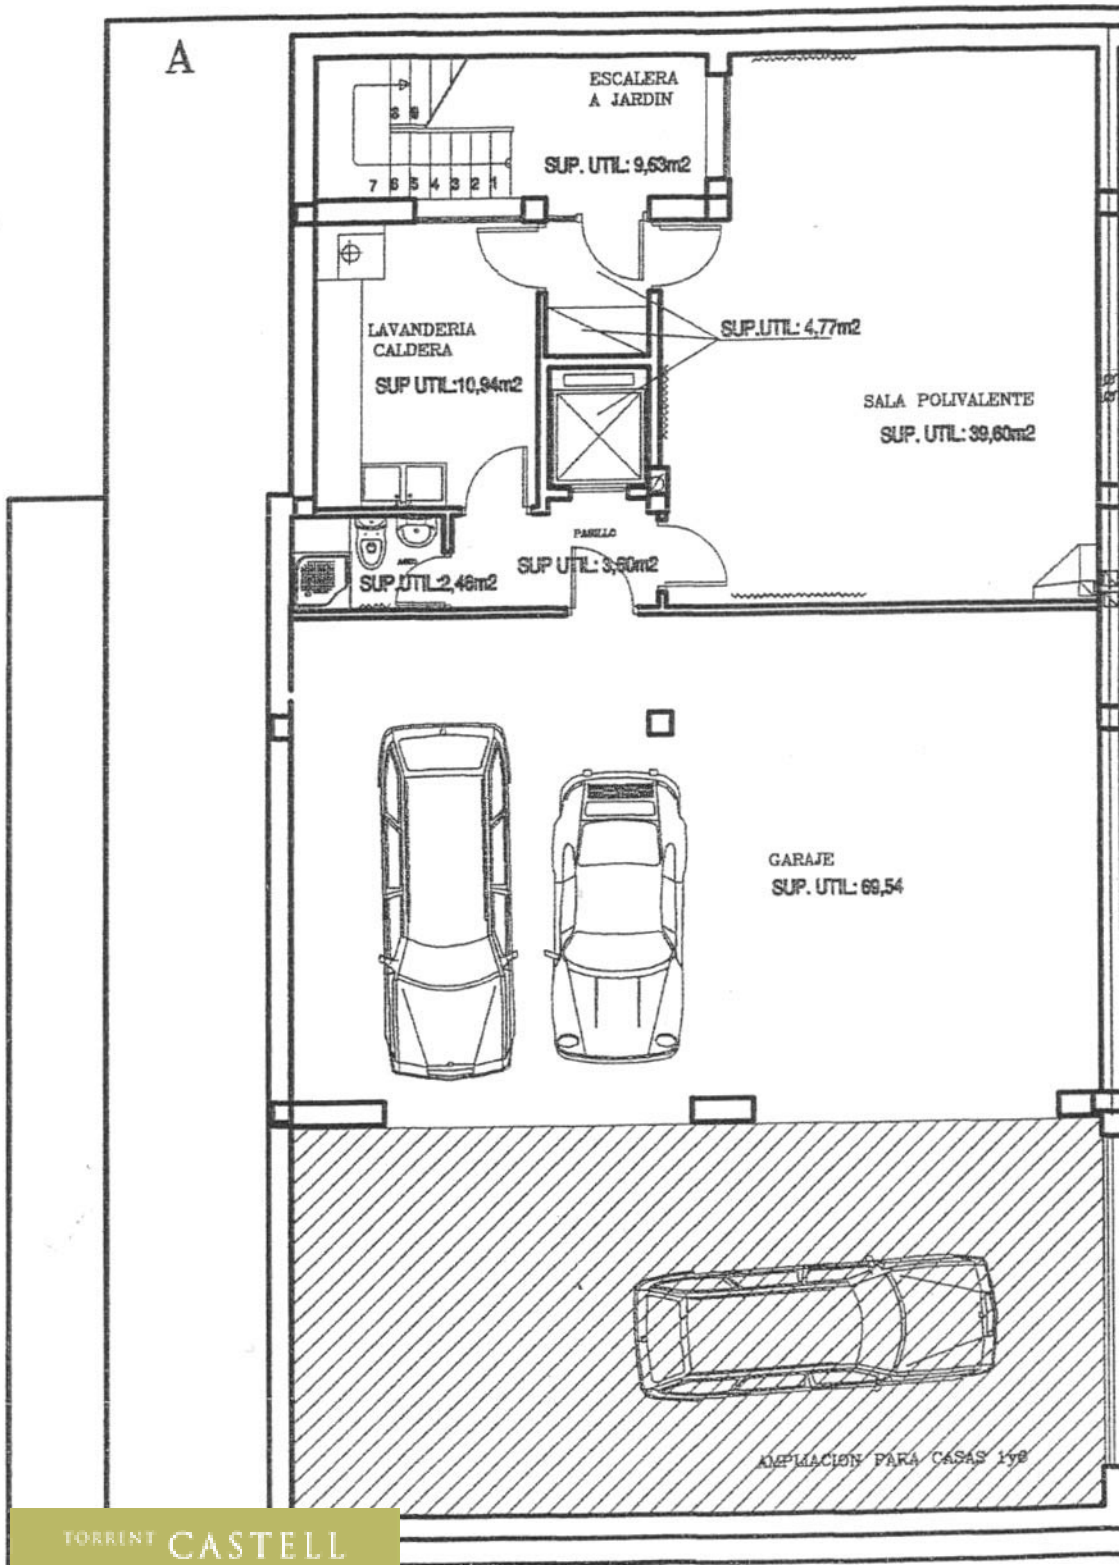 A
ESCALERA
A JARDIN
SUP. UTIL: 9,63m2
8 9
7 6 5 4 3 2 1
LAVANDERIA
CALDERA
SUP UTIL:10,94m2
SUP.UTIL: 4,77m2
SALA POLIVALENTE
SUP. UTIL: 39,60m2
PASILLO
SUP UTIL: 3,60m2
ASEO
SUP.UTIL:2,46m2
GARAJE
SUP. UTIL: 69,54
AMPLIACION PARA CASAS 1y8
TORRENT CASTELL